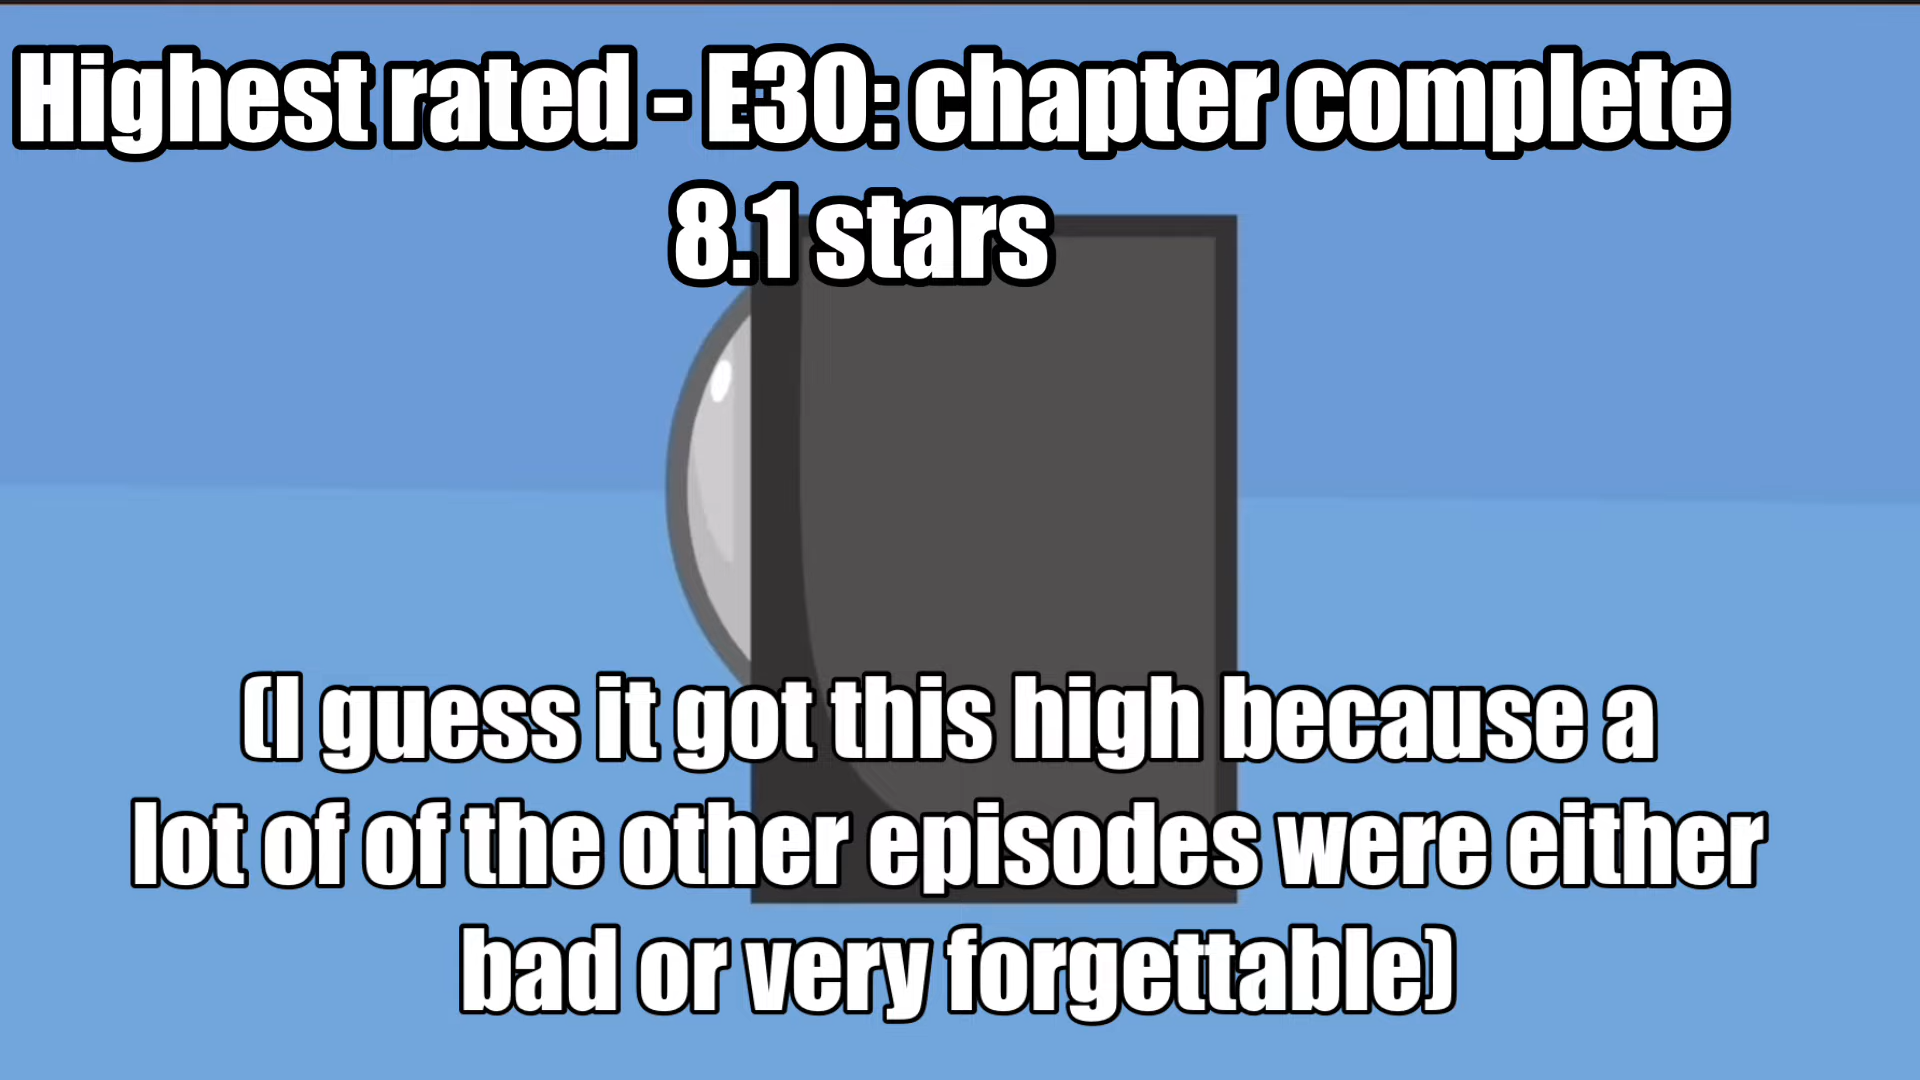 Highest rated - E30: chapter complete
8.1 stars
(I guess it got this high because a
lot of of the other episodes were either
bad or very forgettable)